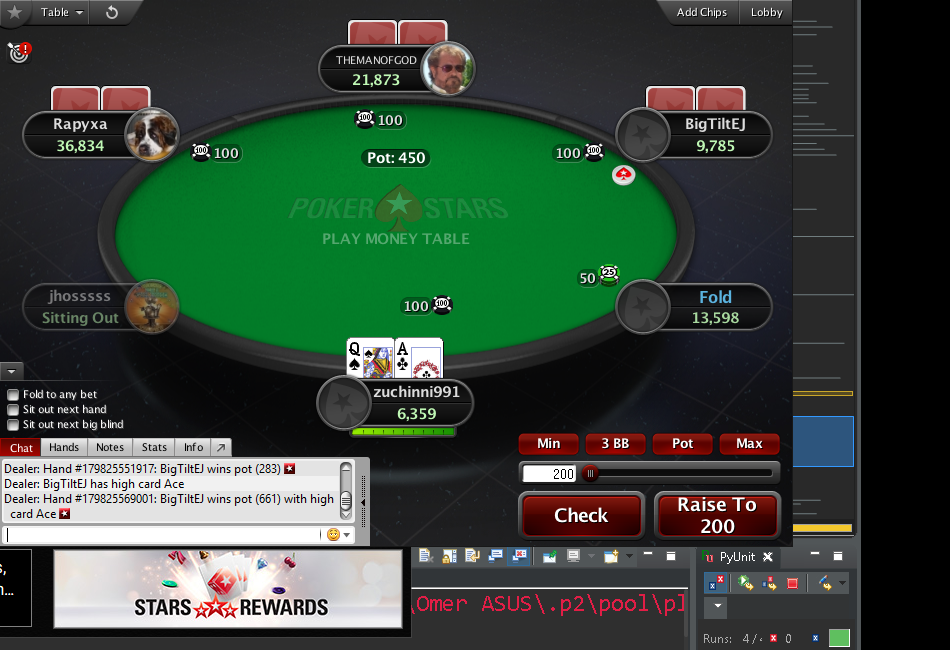 Table
Add Chips
Lobby
THEMANOFGOD
21,873
Rapyxa
36,834
BigTiltEJ
9,785
100
100
100
100
100
100
Pot: 450
POKER STARS
PLAY MONEY TABLE
jhosssss
Sitting Out
50
25
Fold
13,598
100
100
Q
A
zuchinni991
6,359
Fold to any bet
Sit out next hand
Sit out next big blind
Chat
Hands
Notes
Stats
Info
Dealer: Hand #179825551917: BigTiltEJ wins pot (283)
Dealer: BigTiltEJ has high card Ace
Dealer: Hand #179825569001: BigTiltEJ wins pot (661) with high
card Ace
Min
3 BB
Pot
Max
200
Check
Raise To
200
STARS REWARDS
PyUnit
\Omer ASUS\.p2\pool\pl
Runs: 4 / 0